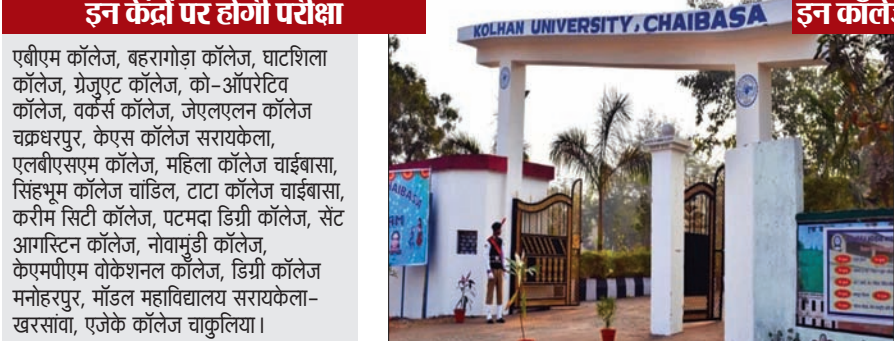 इन केंद्रों पर होगी परीक्षा
एबीएम कॉलेज, बहरागोड़ा कॉलेज, घाटशिला
कॉलेज, ग्रेजुएट कॉलेज, को-ऑपरेटिव
कॉलेज, वर्कर्स कॉलेज, जेएलएलन कॉलेज
चक्रधरपुर, केएस कॉलेज सरायकेला,
एलबीएसएम कॉलेज, महिला कॉलेज चाईबासा,
सिंहभूम कॉलेज चांडिल, टाटा कॉलेज चाईबासा,
करीम सिटी कॉलेज, पटमदा डिग्री कॉलेज, सेंट
आगस्टिन कॉलेज, नोवामुंडी कॉलेज,
केएमपीएम वोकेशनल कॉलेज, डिग्री कॉलेज
मनोहरपुर, मॉडल महाविद्यालय सरायकेला-
खरसांवा, एजेके कॉलेज चाकुलिया।
KOLHAN UNIVERSITY, CHAIBASA
इन कॉले